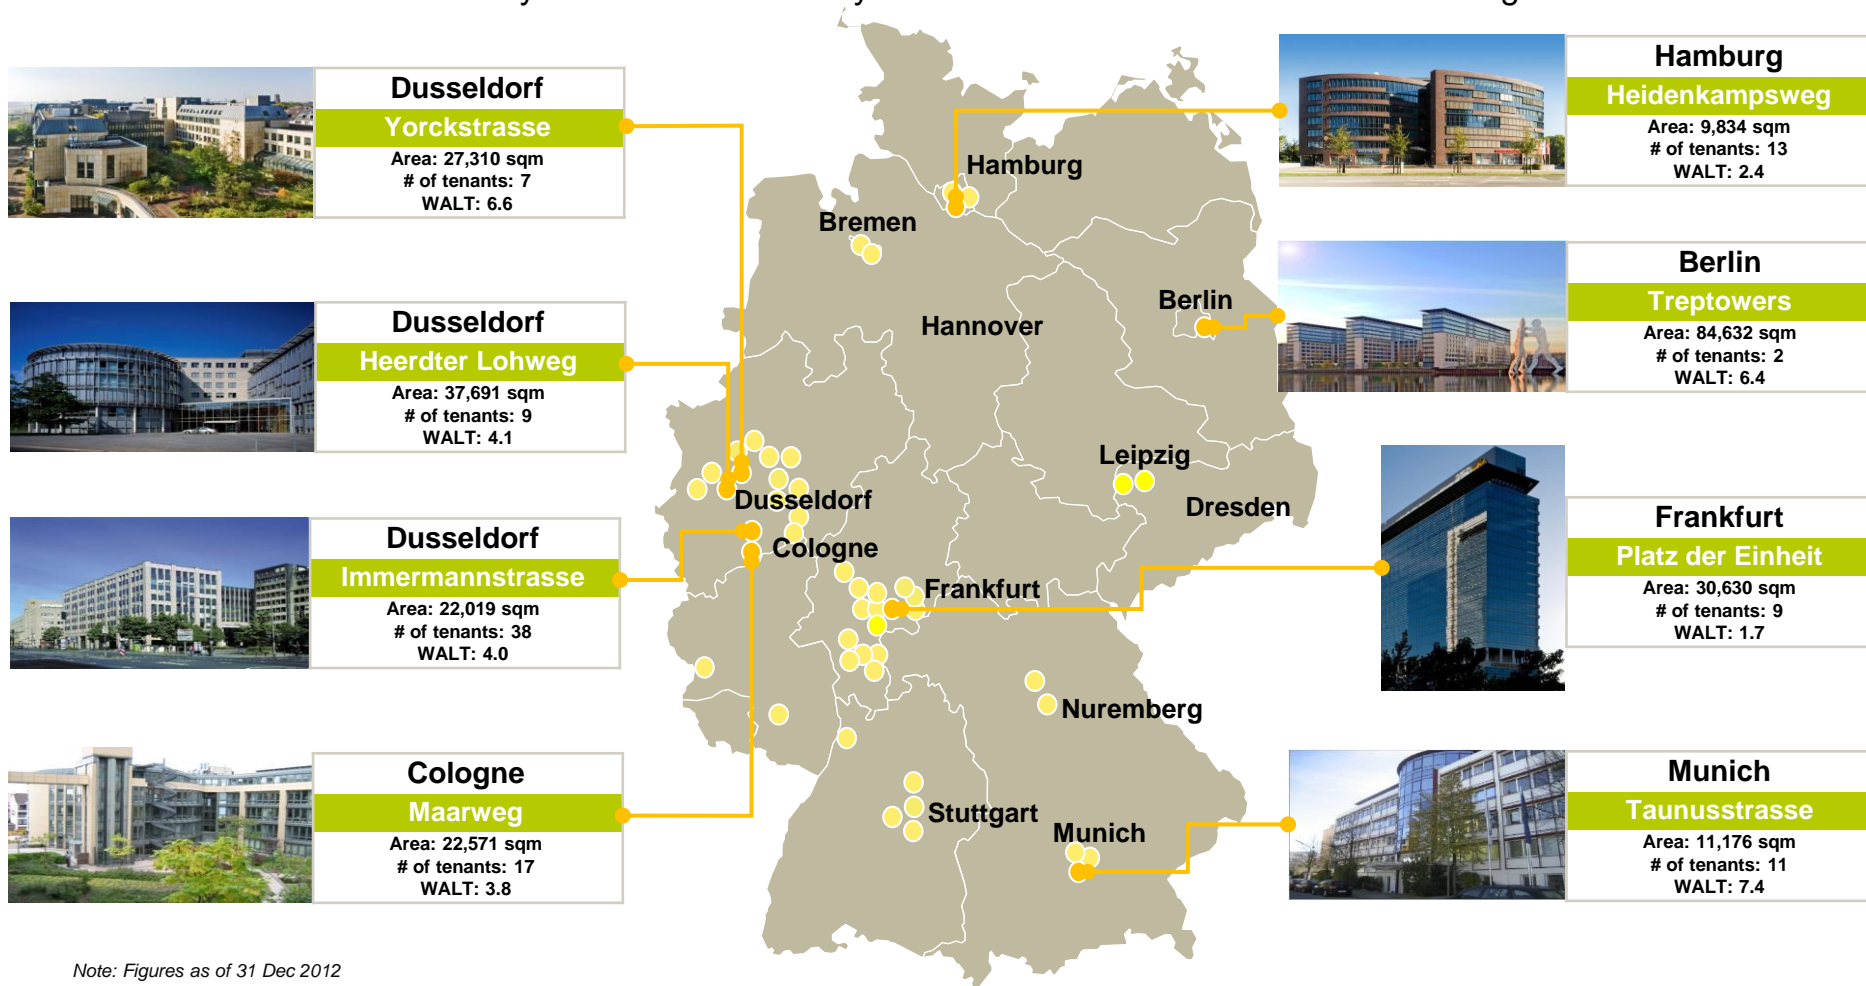 Dusseldorf
Yorckstrasse
Area: 27,310 sqm
# of tenants: 7
WALT: 6.6
Dusseldorf
Heerdter Lohweg
Area: 37,691 sqm
# of tenants: 9
WALT: 4.1
Dusseldorf
Immermannstrasse
Area: 22,019 sqm
# of tenants: 38
WALT: 4.0
Cologne
Maarweg
Area: 22,571 sqm
# of tenants: 17
WALT: 3.8
Hamburg
Bremen
Hannover
Berlin
Leipzig
Dresden
Dusseldorf
Cologne
Frankfurt
Nuremberg
Stuttgart
Munich
Hamburg
Heidenkampsweg
Area: 9,834 sqm
# of tenants: 13
WALT: 2.4
Berlin
Treptowers
Area: 84,632 sqm
# of tenants: 2
WALT: 6.4
Frankfurt
Platz der Einheit
Area: 30,630 sqm
# of tenants: 9
WALT: 1.7
Munich
Taunusstrasse
Area: 11,176 sqm
# of tenants: 11
WALT: 7.4
Note: Figures as of 31 Dec 2012